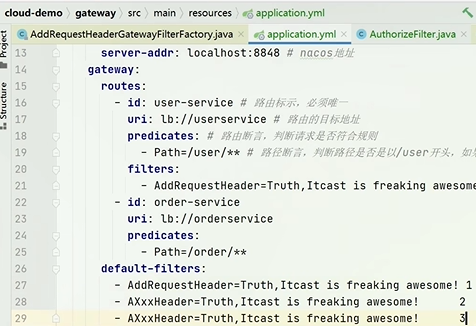 cloud-demo gateway src main resources application.yml
AddRequestHeaderGatewayFilterFactory.java application.yml AuthorizeFilter.java
Project
Structure
13 server-addr: localhost:8848 # nacos地址
14 gateway:
15 routes:
16 - id: user-service # 路由标示，必须唯一
17 uri: lb://userservice # 路由的目标地址
18 predicates: # 路由断言，判断请求是否符合规则
19 - Path=/user/** # 路径断言，判断路径是否是以/user开头，如
20 filters:
21 - AddRequestHeader=Truth,Itcast is freaking awesome
22 - id: order-service
23 uri: lb://orderservice
24 predicates:
25 - Path=/order/**
26 default-filters:
27 - AddRequestHeader=Truth,Itcast is freaking awesome! 1
28 - AXxxHeader=Truth,Itcast is freaking awesome! 2
29 - AXxxHeader=Truth,Itcast is freaking awesome! 3